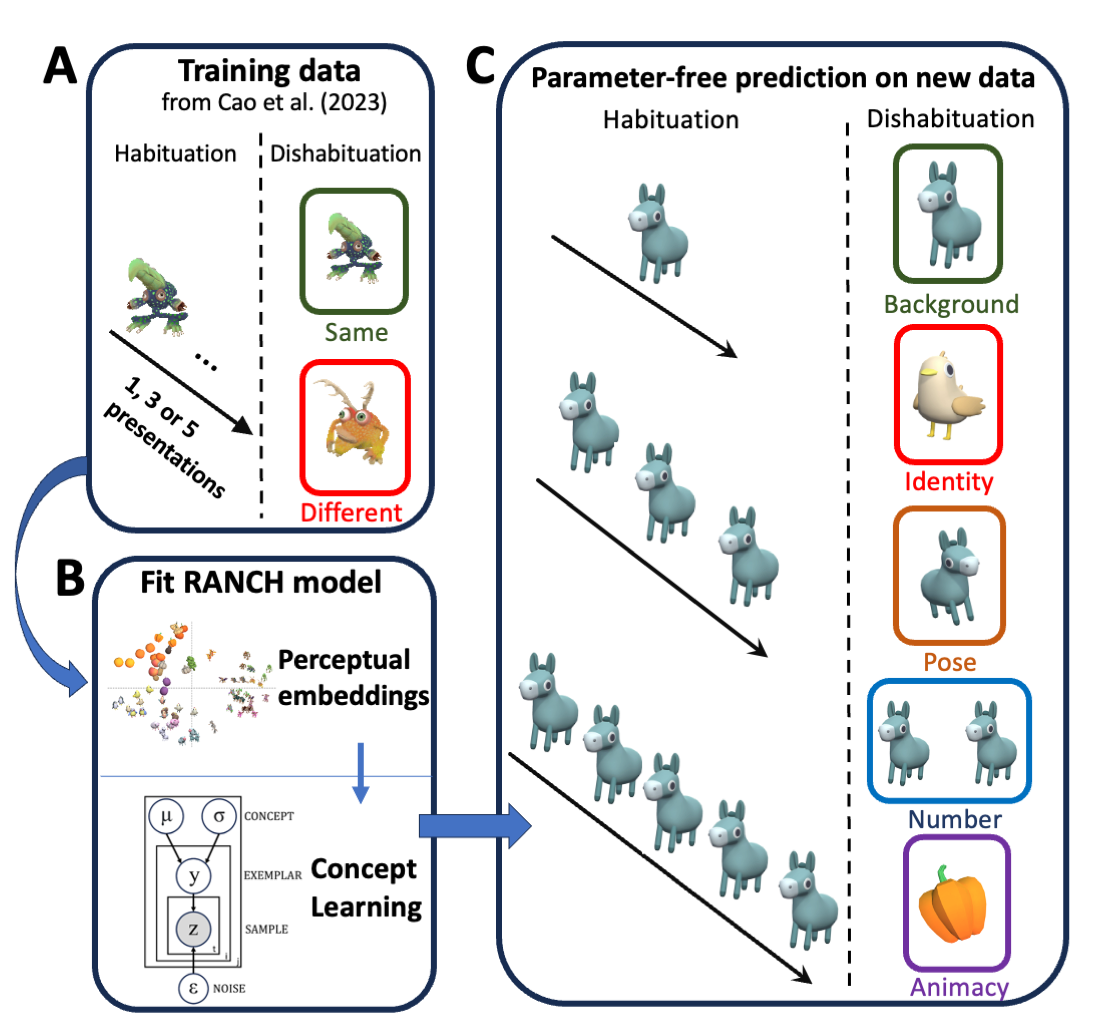 A
Training data
from Cao et al. (2023)
Habituation
Dishabituation
Same
...
1, 3 or 5
presentations
Different
B
Fit RANCH model
Perceptual
embeddings
μ
σ
CONCEPT
y
EXEMPLAR
Concept
Learning
z
SAMPLE
t
i
j
ε
NOISE
C
Parameter-free prediction on new data
Habituation
Dishabituation
Background
Identity
Pose
Number
Animacy